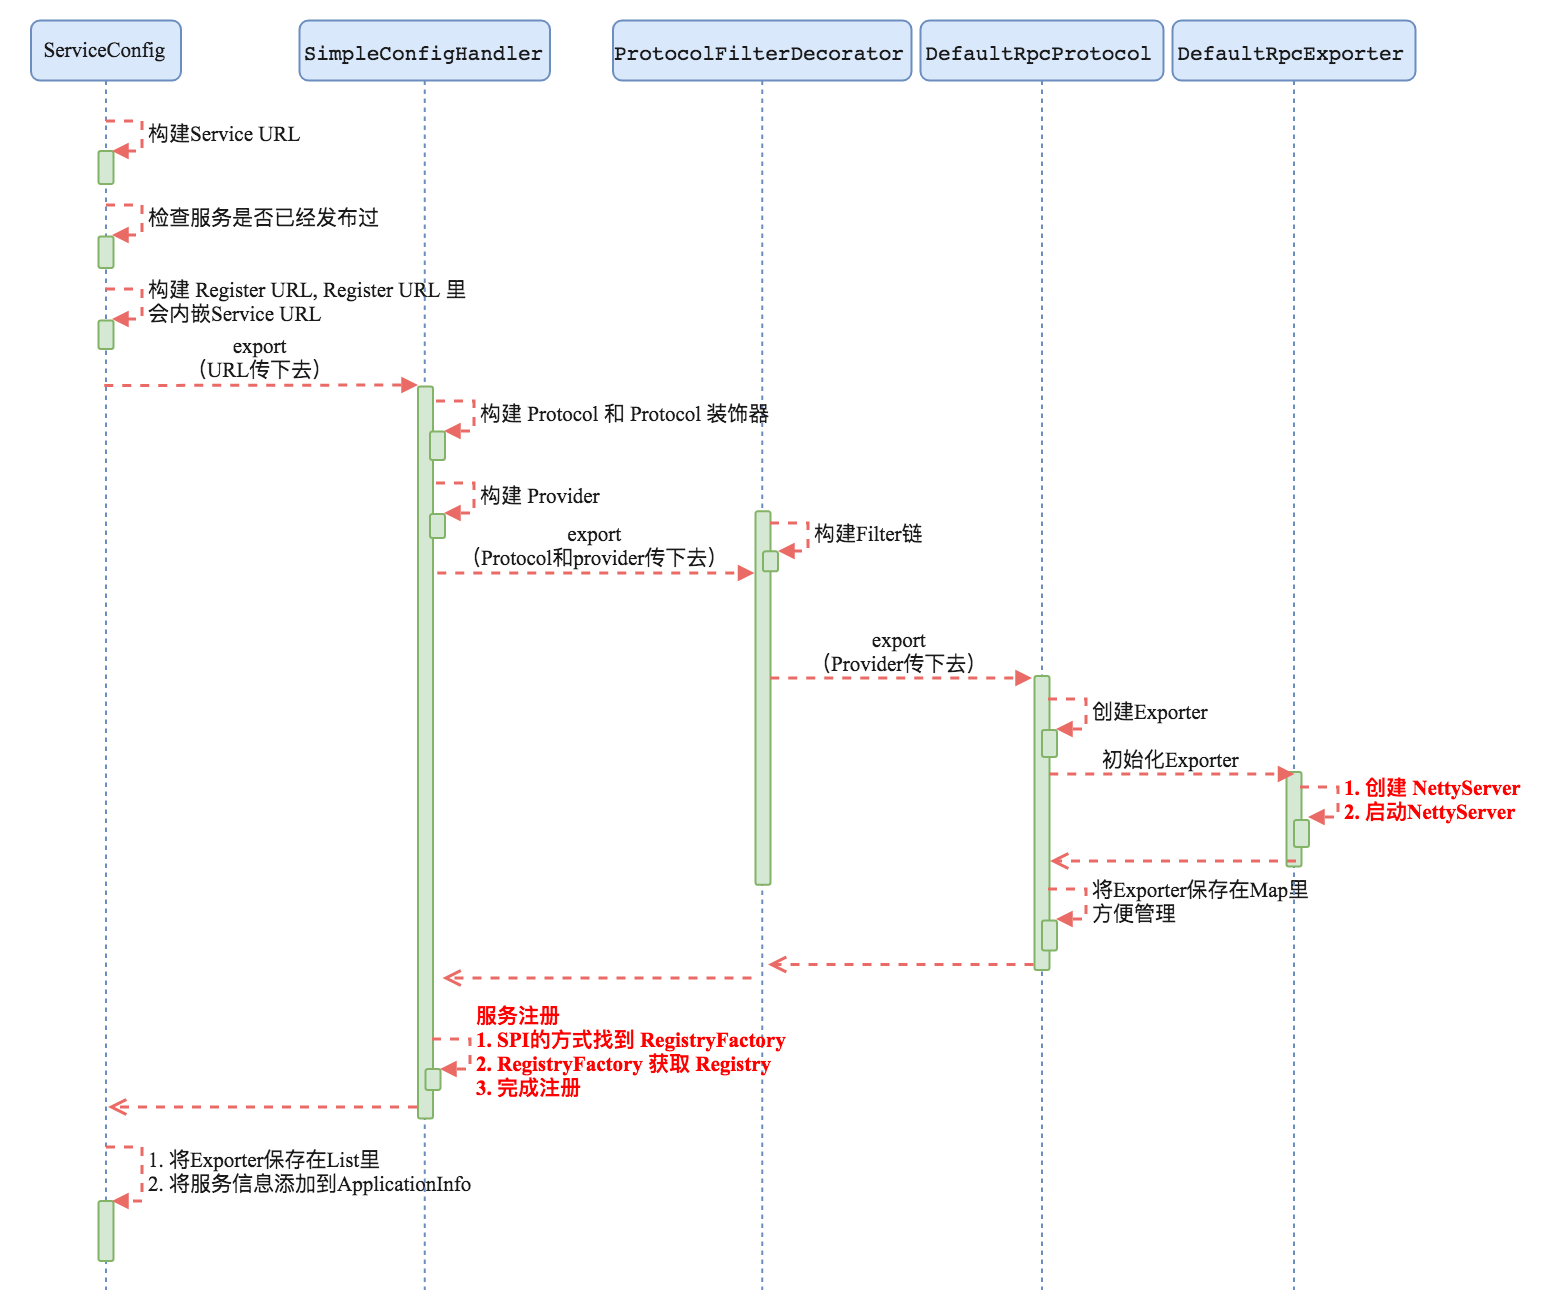 ServiceConfig
SimpleConfigHandler
ProtocolFilterDecorator
DefaultRpcProtocol
DefaultRpcExporter
构建Service URL
检查服务是否已经发布过
构建 Register URL, Register URL 里
会内嵌Service URL
export
（URL传下去）
构建 Protocol 和 Protocol 装饰器
构建 Provider
export
（Protocol和provider传下去）
构建Filter链
export
（Provider传下去）
创建Exporter
初始化Exporter
1. 创建 NettyServer
2. 启动NettyServer
将Exporter保存在Map里
方便管理
服务注册
1. SPI的方式找到 RegistryFactory
2. RegistryFactory 获取 Registry
3. 完成注册
1. 将Exporter保存在List里
2. 将服务信息添加到ApplicationInfo